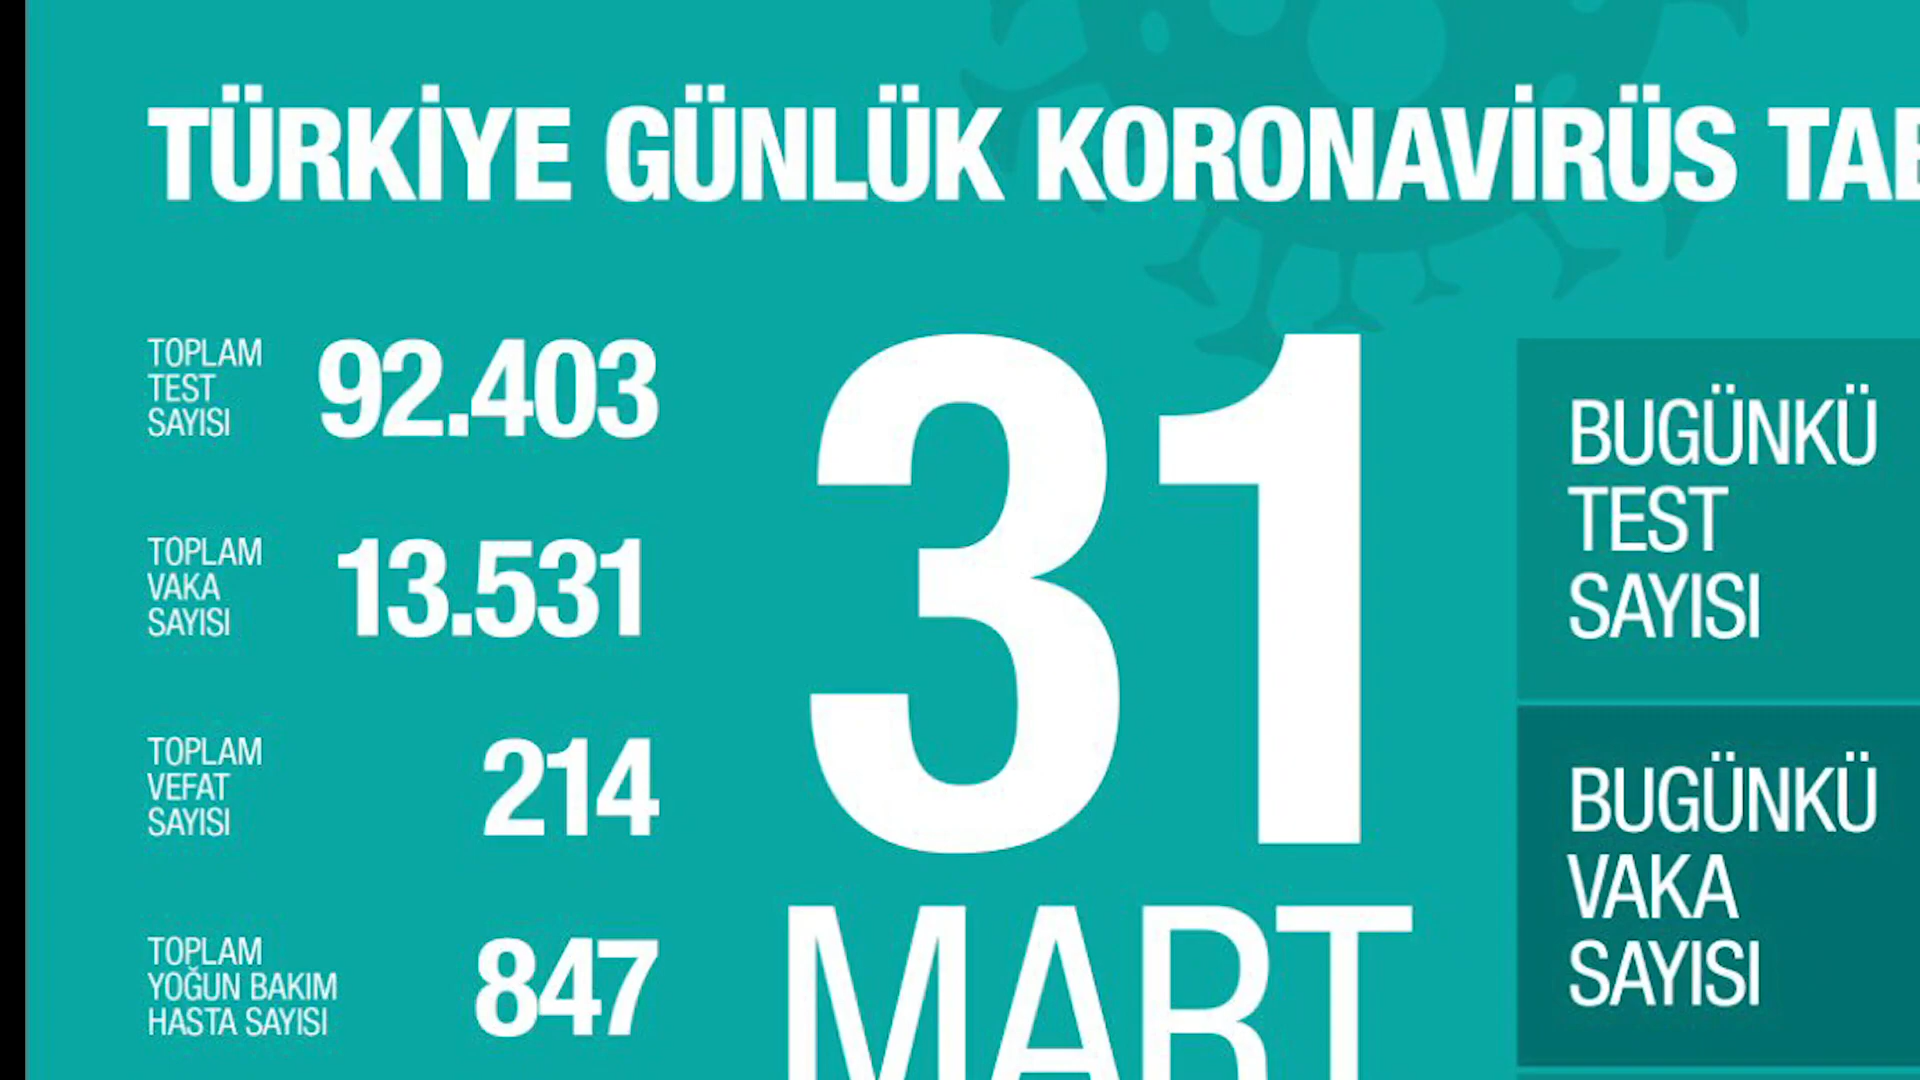 TÜRKİYE GÜNLÜK KORONAVİRÜS
TOPLAM
TEST
SAYISI
92.403
TOPLAM
VAKA
SAYISI
13.531
TOPLAM
VEFAT
SAYISI
214
TOPLAM
YOĞUN BAKIM
HASTA SAYISI
847
31
MART
BUGÜNKÜ
TEST
SAYISI
BUGÜNKÜ
VAKA
SAYISI